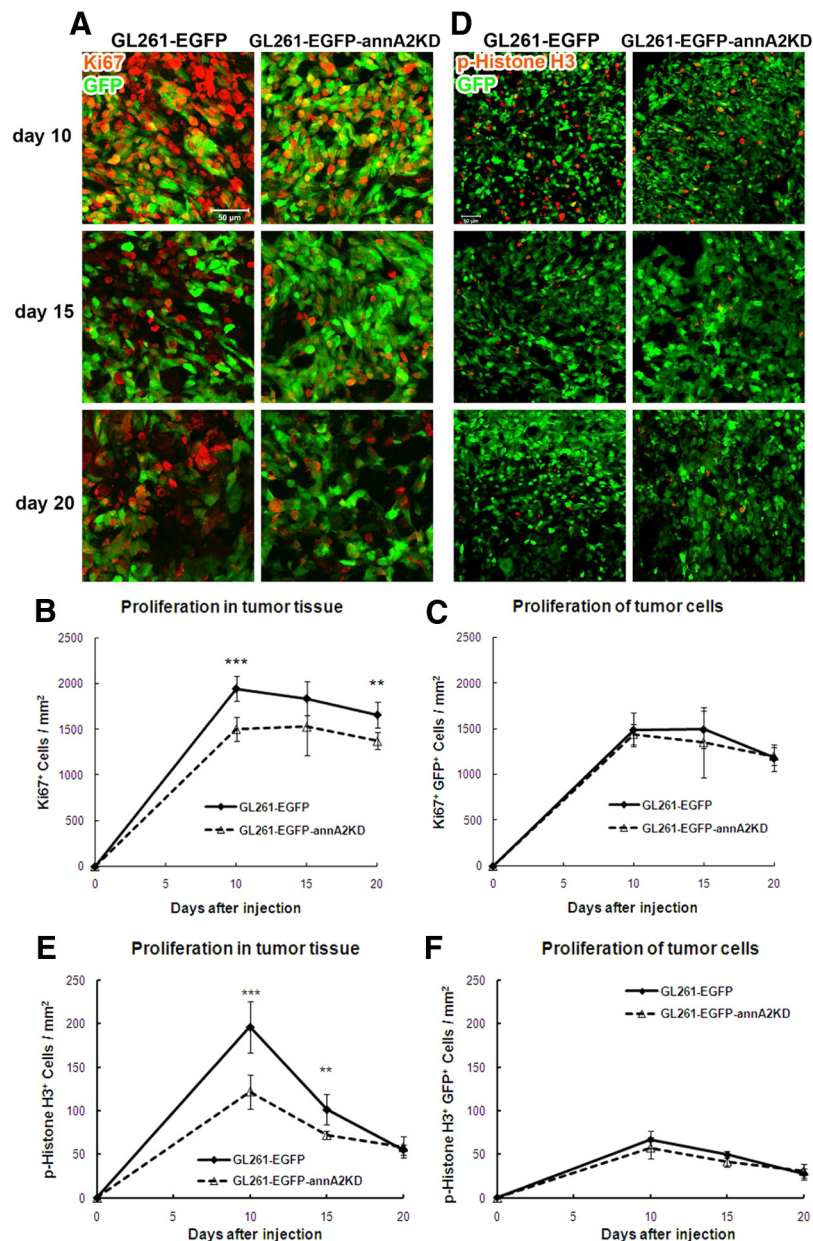 A D
GL261-EGFP GL261-EGFP-annA2KD GL261-EGFP GL261-EGFP-annA2KD
Ki67 p-Histone H3
GFP GFP
day 10
50 µm 50 µm
day 15
day 20
B Proliferation in tumor tissue
2500
2000
1500
1000
500
0
Ki67⁺ Cells / mm²
***
**
GL261-EGFP
GL261-EGFP-annA2KD
0 5 10 15 20
Days after injection
C Proliferation of tumor cells
2500
2000
1500
1000
500
0
Ki67⁺ GFP⁺ Cells / mm²
GL261-EGFP
GL261-EGFP-annA2KD
0 5 10 15 20
Days after injection
E Proliferation in tumor tissue
250
200
150
100
50
0
p-Histone H3⁺ Cells / mm²
***
**
GL261-EGFP
GL261-EGFP-annA2KD
0 5 10 15 20
Days after injection
F Proliferation of tumor cells
250
200
150
100
50
0
p-Histone H3⁺ GFP⁺ Cells / mm²
GL261-EGFP
GL261-EGFP-annA2KD
0 5 10 15 20
Days after injection